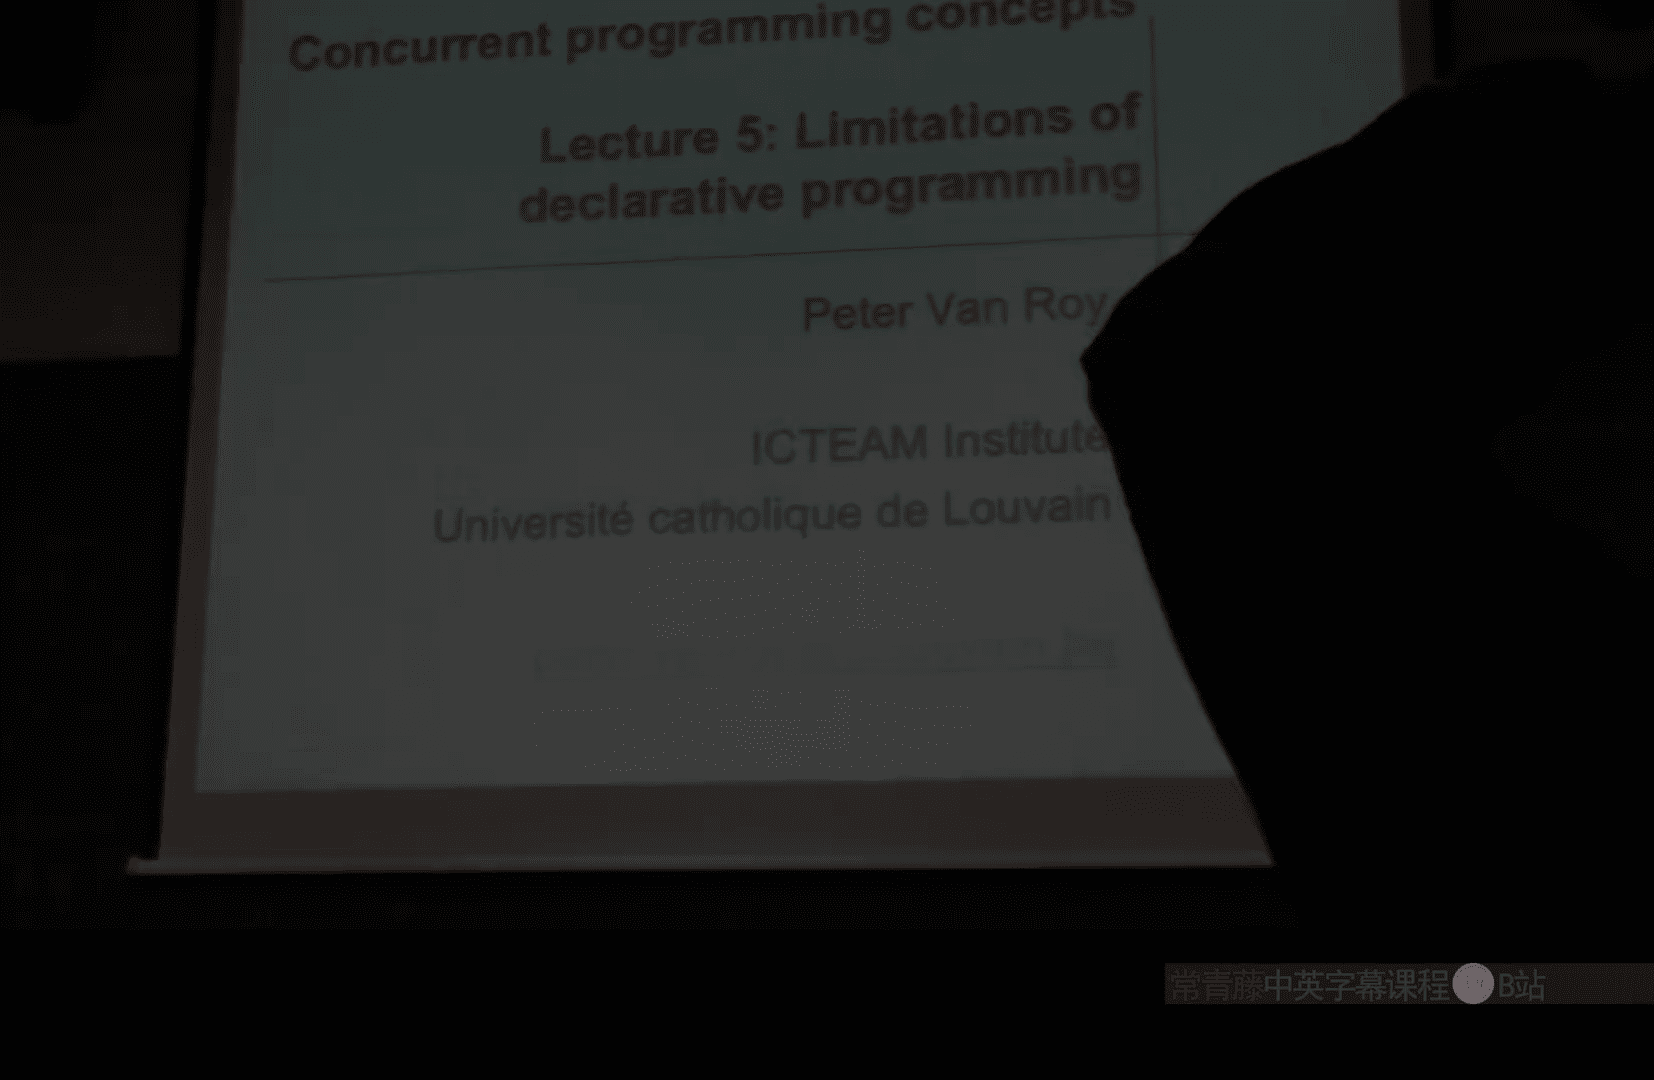 Concurrent programming concepts
Lecture 5: Limitations of
declarative programming
Peter Van Roy
ICTEAM Institute
Université catholique de Louvain
常青藤中英字幕课程 B站